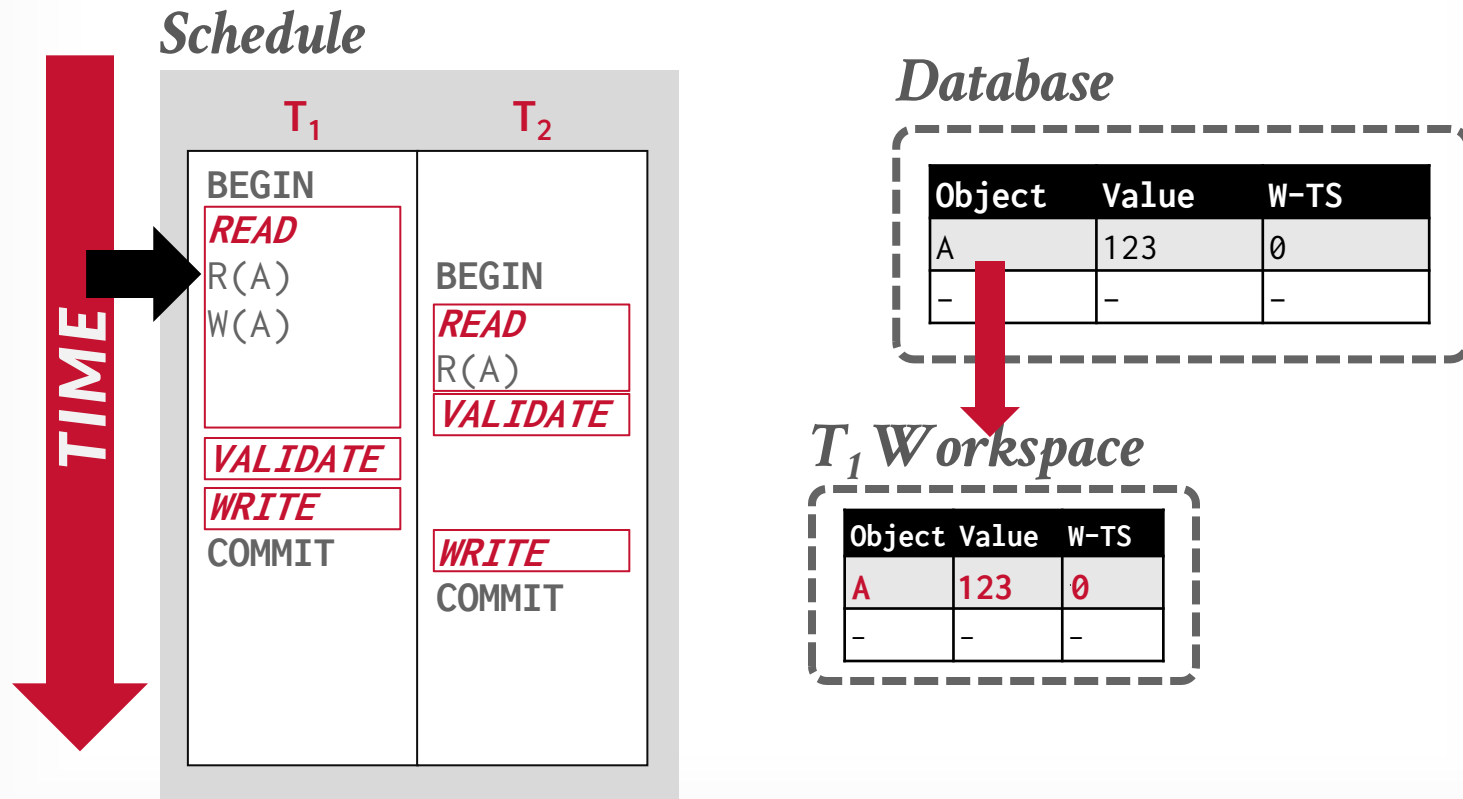 Schedule
TIME
T1
T2
BEGIN
READ
R(A)
W(A)
VALIDATE
WRITE
COMMIT
BEGIN
READ
R(A)
VALIDATE
WRITE
COMMIT
Database
Object Value W-TS
A 123 0
– – –
T1 Workspace
Object Value W-TS
A 123 0
– – –